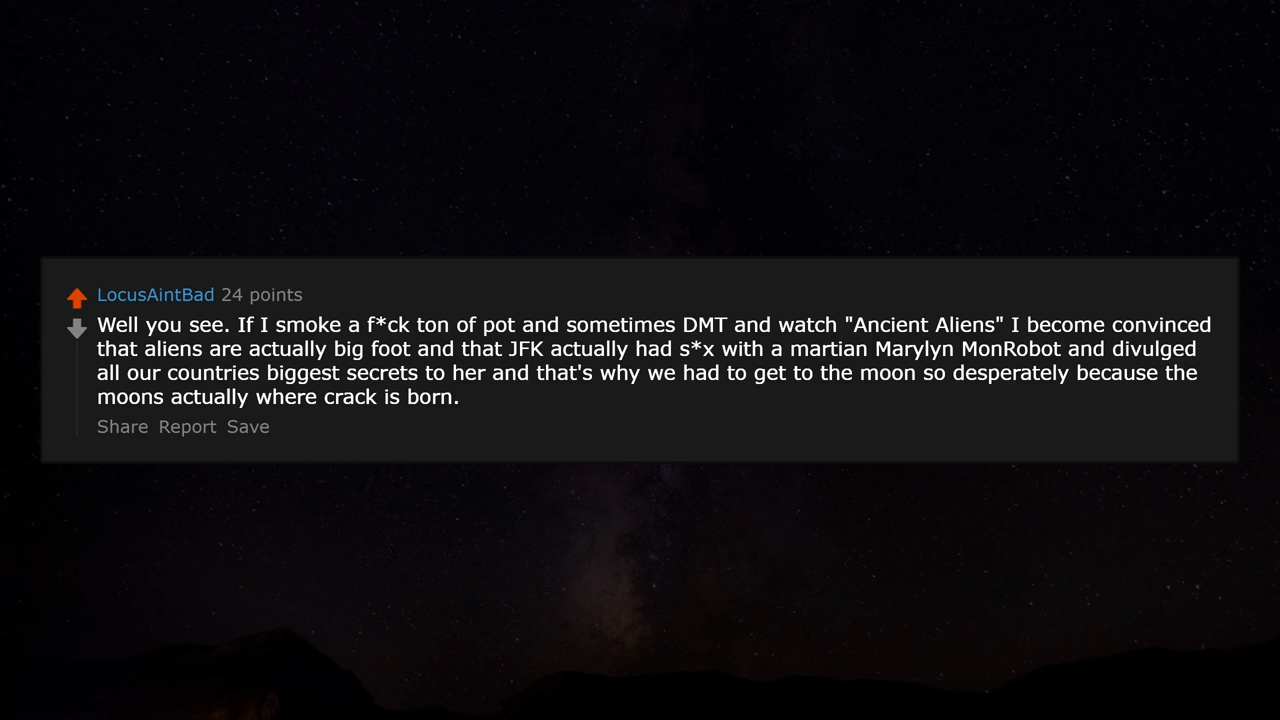 LocusAintBad 24 points
Well you see. If I smoke a f*ck ton of pot and sometimes DMT and watch "Ancient Aliens" I become convinced
that aliens are actually big foot and that JFK actually had s*x with a martian Marylyn MonRobot and divulged
all our countries biggest secrets to her and that's why we had to get to the moon so desperately because the
moons actually where crack is born.
Share Report Save